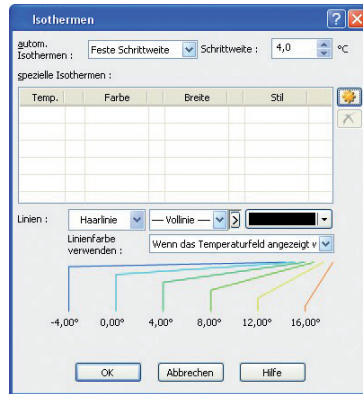 Isothermen
autom.
Isothermen : Feste Schrittweite Schrittweite : 4,0 °C
spezielle Isothermen :
Temp. Farbe Breite Stil
Linien : Haarlinie Vollinie
Linienfarbe
verwenden : Wenn das Temperaturfeld angezeigt w
-4,00° 0,00° 4,00° 8,00° 12,00° 16,00°
OK Abbrechen Hilfe